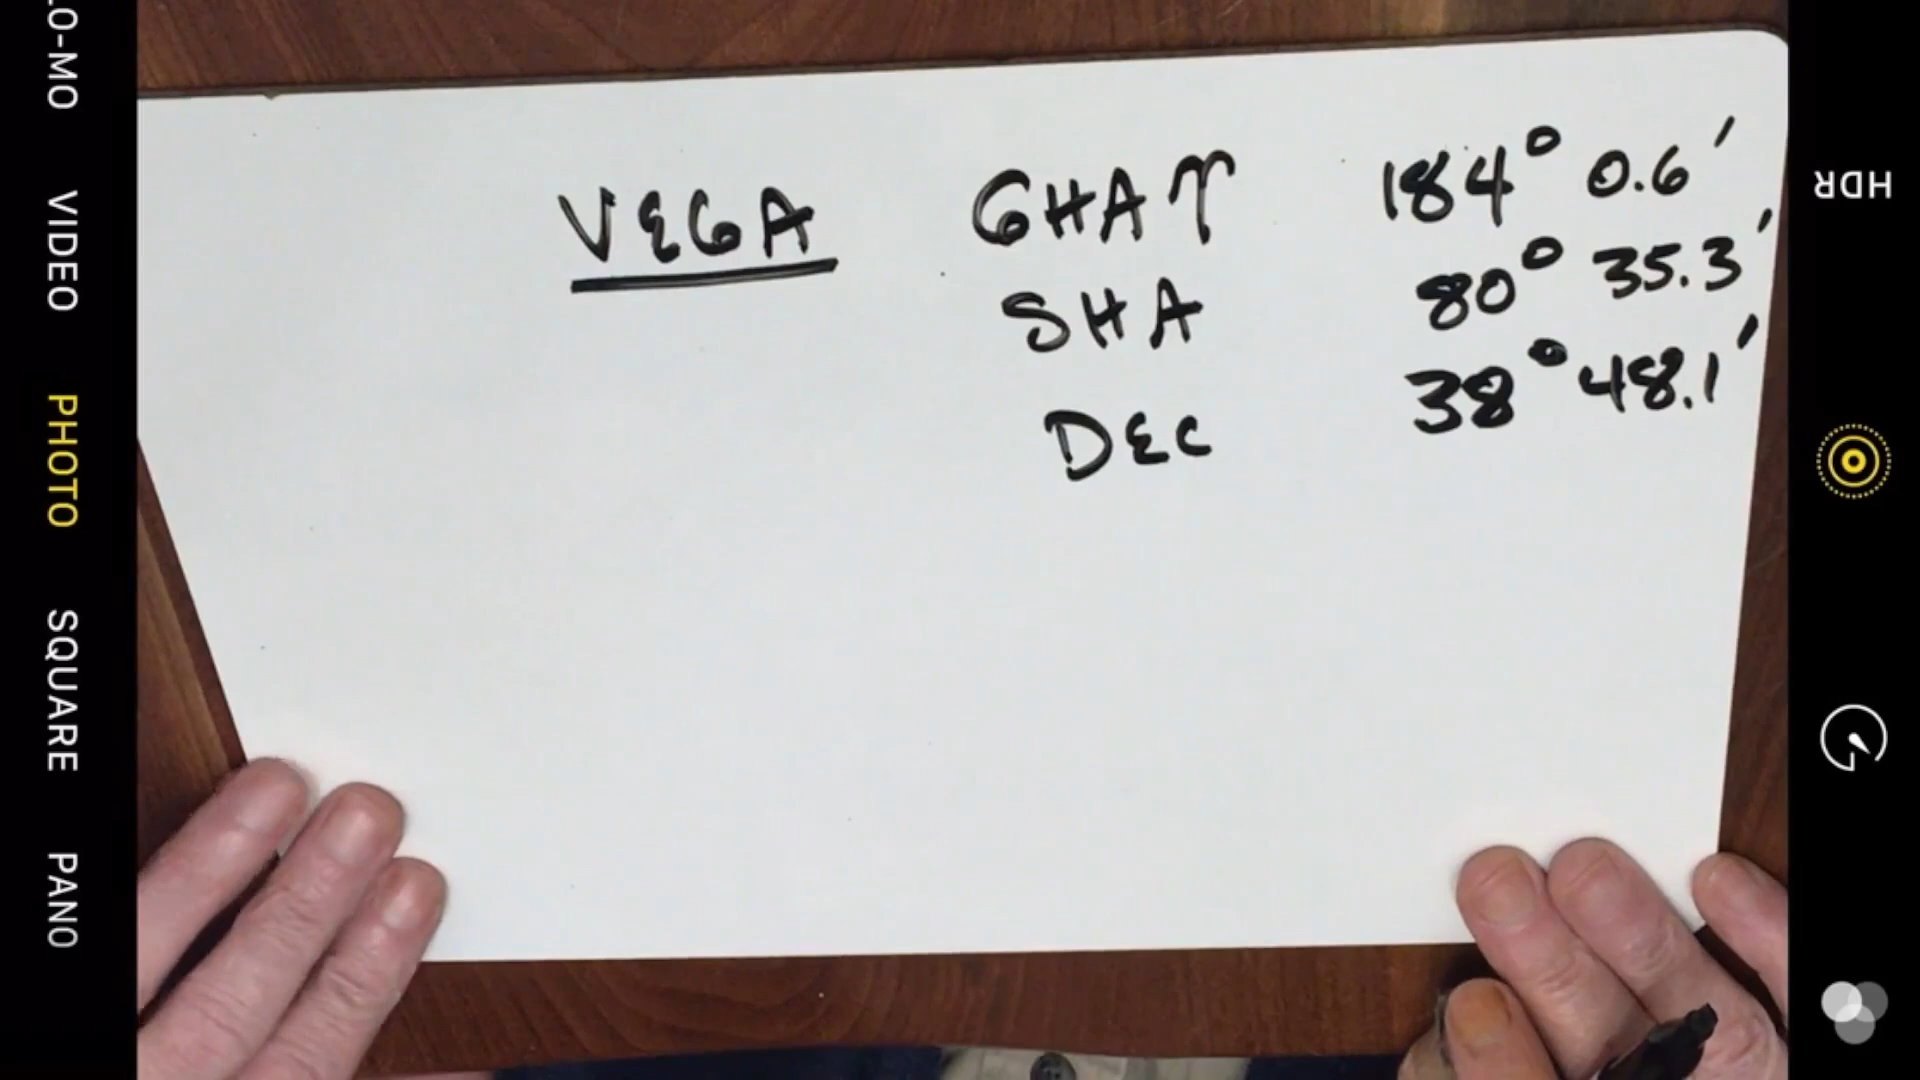 VEGA GHA♈ 184° 0.6'
SHA 80° 35.3'
DEC 38° 48.1'
LO-MO
VIDEO
PHOTO
SQUARE
PANO
HDR